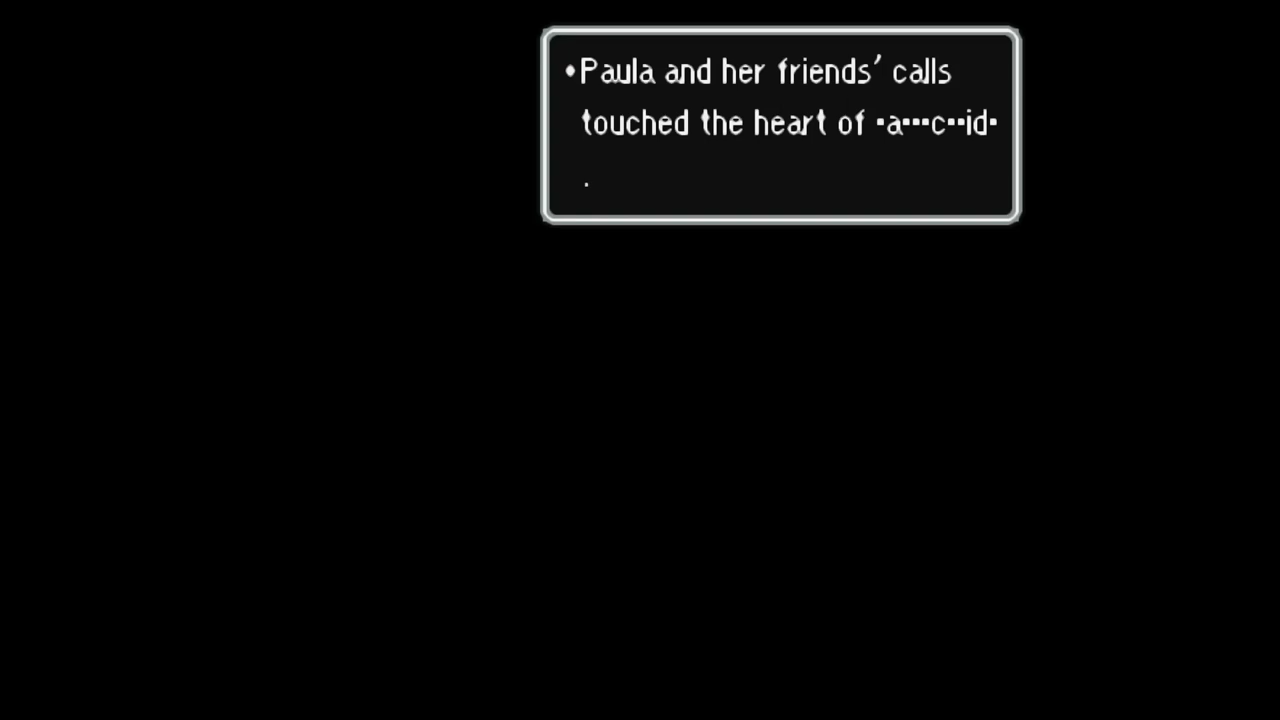 •Paula and her friends' calls
touched the heart of •a•••c••id•
.